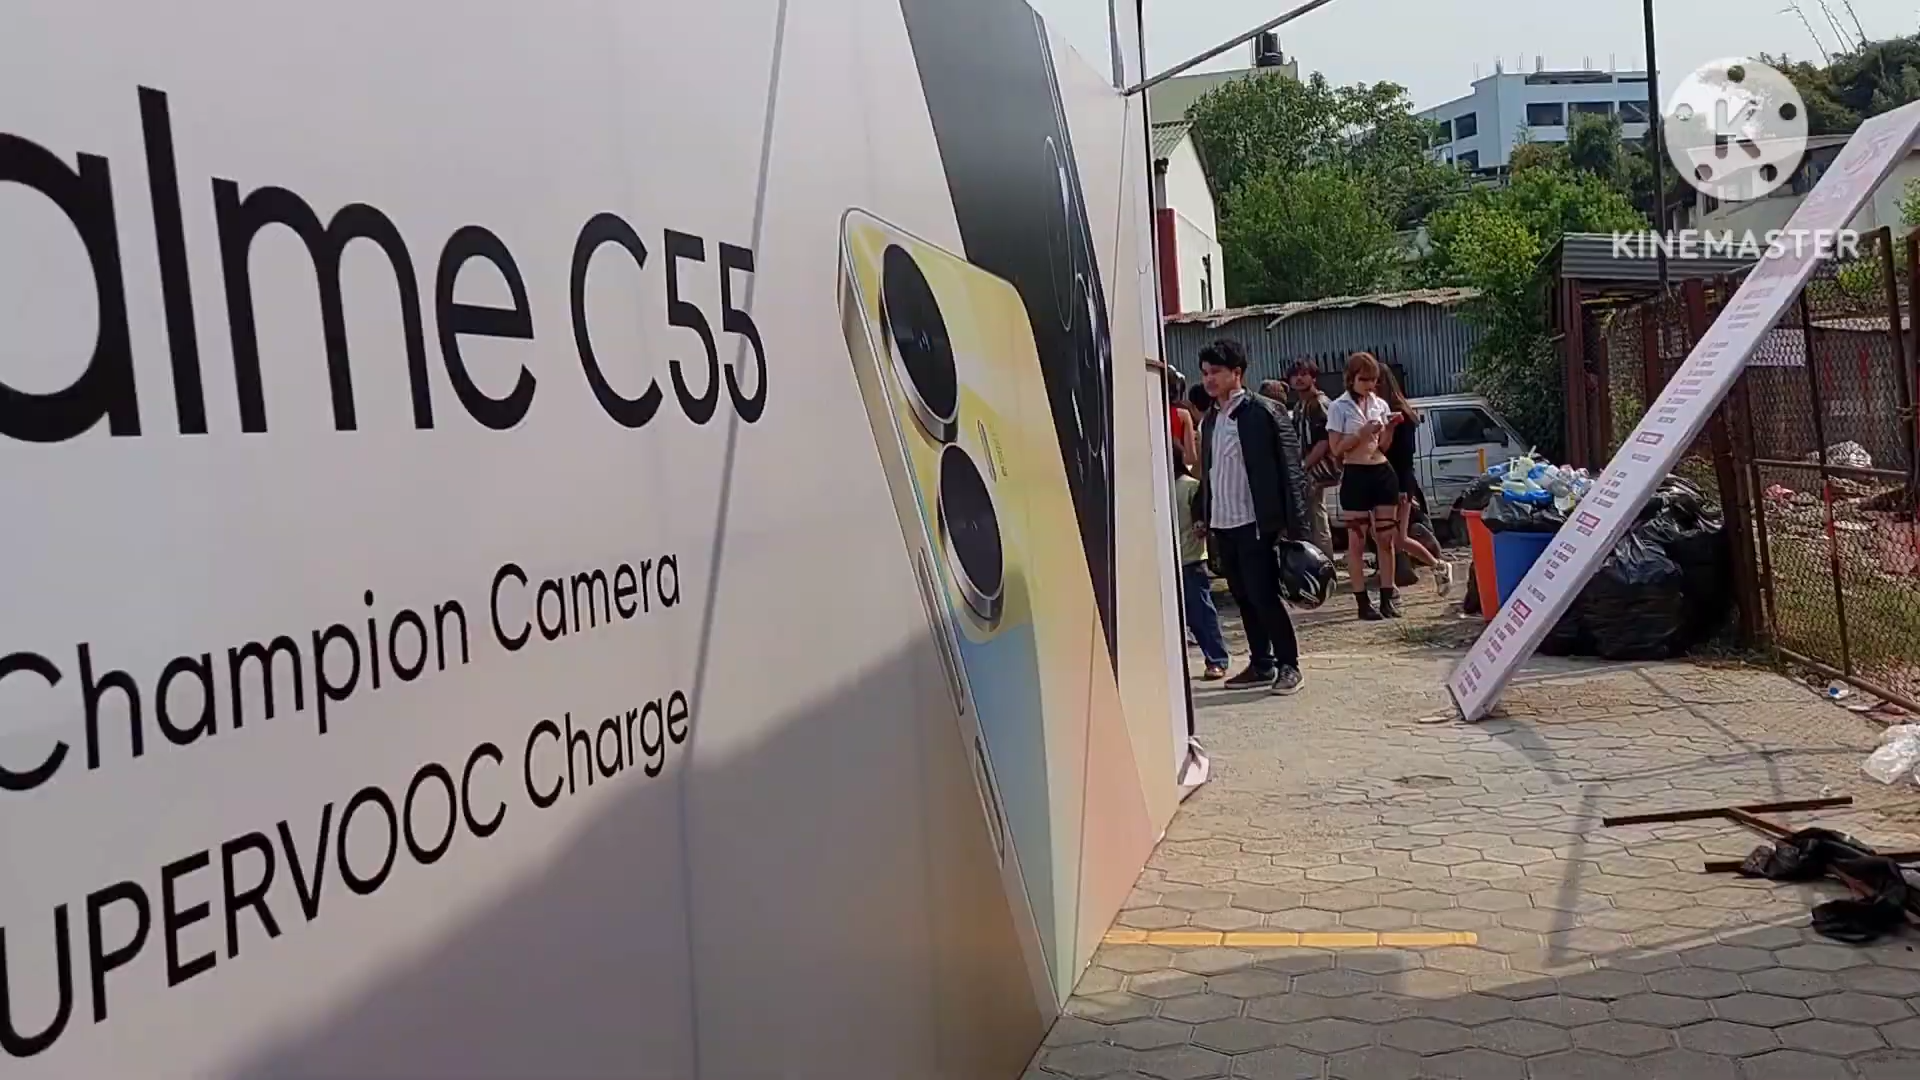 alme C55
Champion Camera
UPERVOOC Charge
K
KINEMASTER